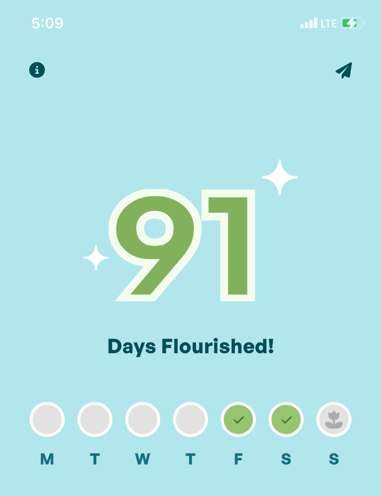 5:09
LTE
91
Days Flourished!
M T W T F S S